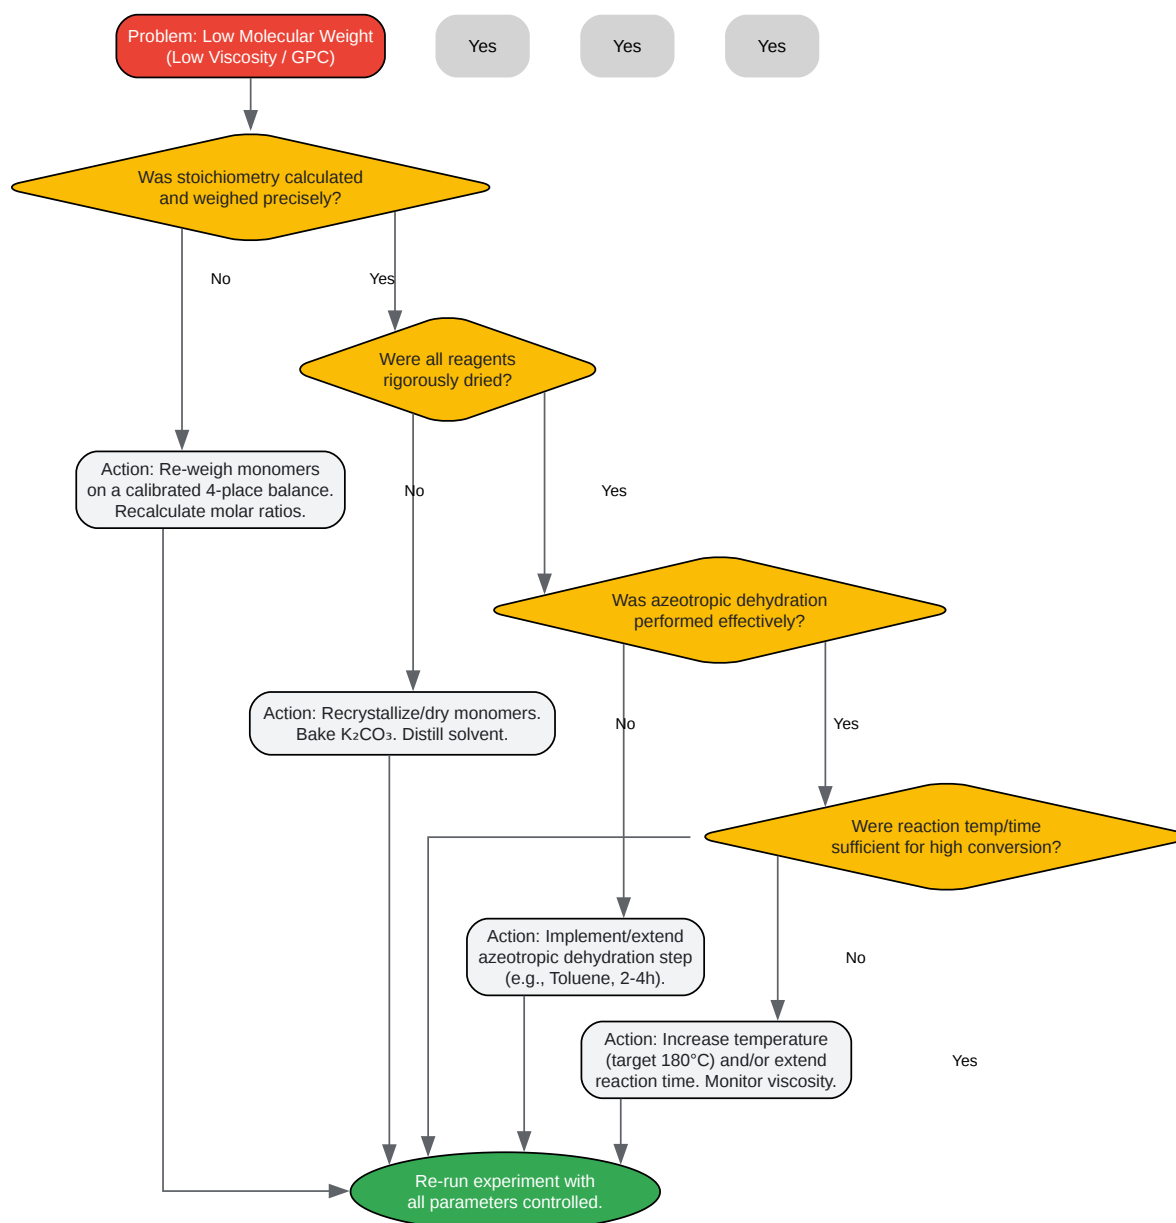 Problem: Low Molecular Weight
(Low Viscosity / GPC)
Yes
Yes
Yes
Was stoichiometry calculated
and weighed precisely?
No
Yes
Were all reagents
rigorously dried?
Action: Re-weigh monomers
on a calibrated 4-place balance.
Recalculate molar ratios.
No
Yes
Was azeotropic dehydration
performed effectively?
Action: Recrystallize/dry monomers.
Bake K₂CO₃. Distill solvent.
No
Yes
Were reaction temp/time
sufficient for high conversion?
Action: Implement/extend
azeotropic dehydration step
(e.g., Toluene, 2-4h).
No
Action: Increase temperature
(target 180°C) and/or extend
reaction time. Monitor viscosity.
Yes
Re-run experiment with
all parameters controlled.